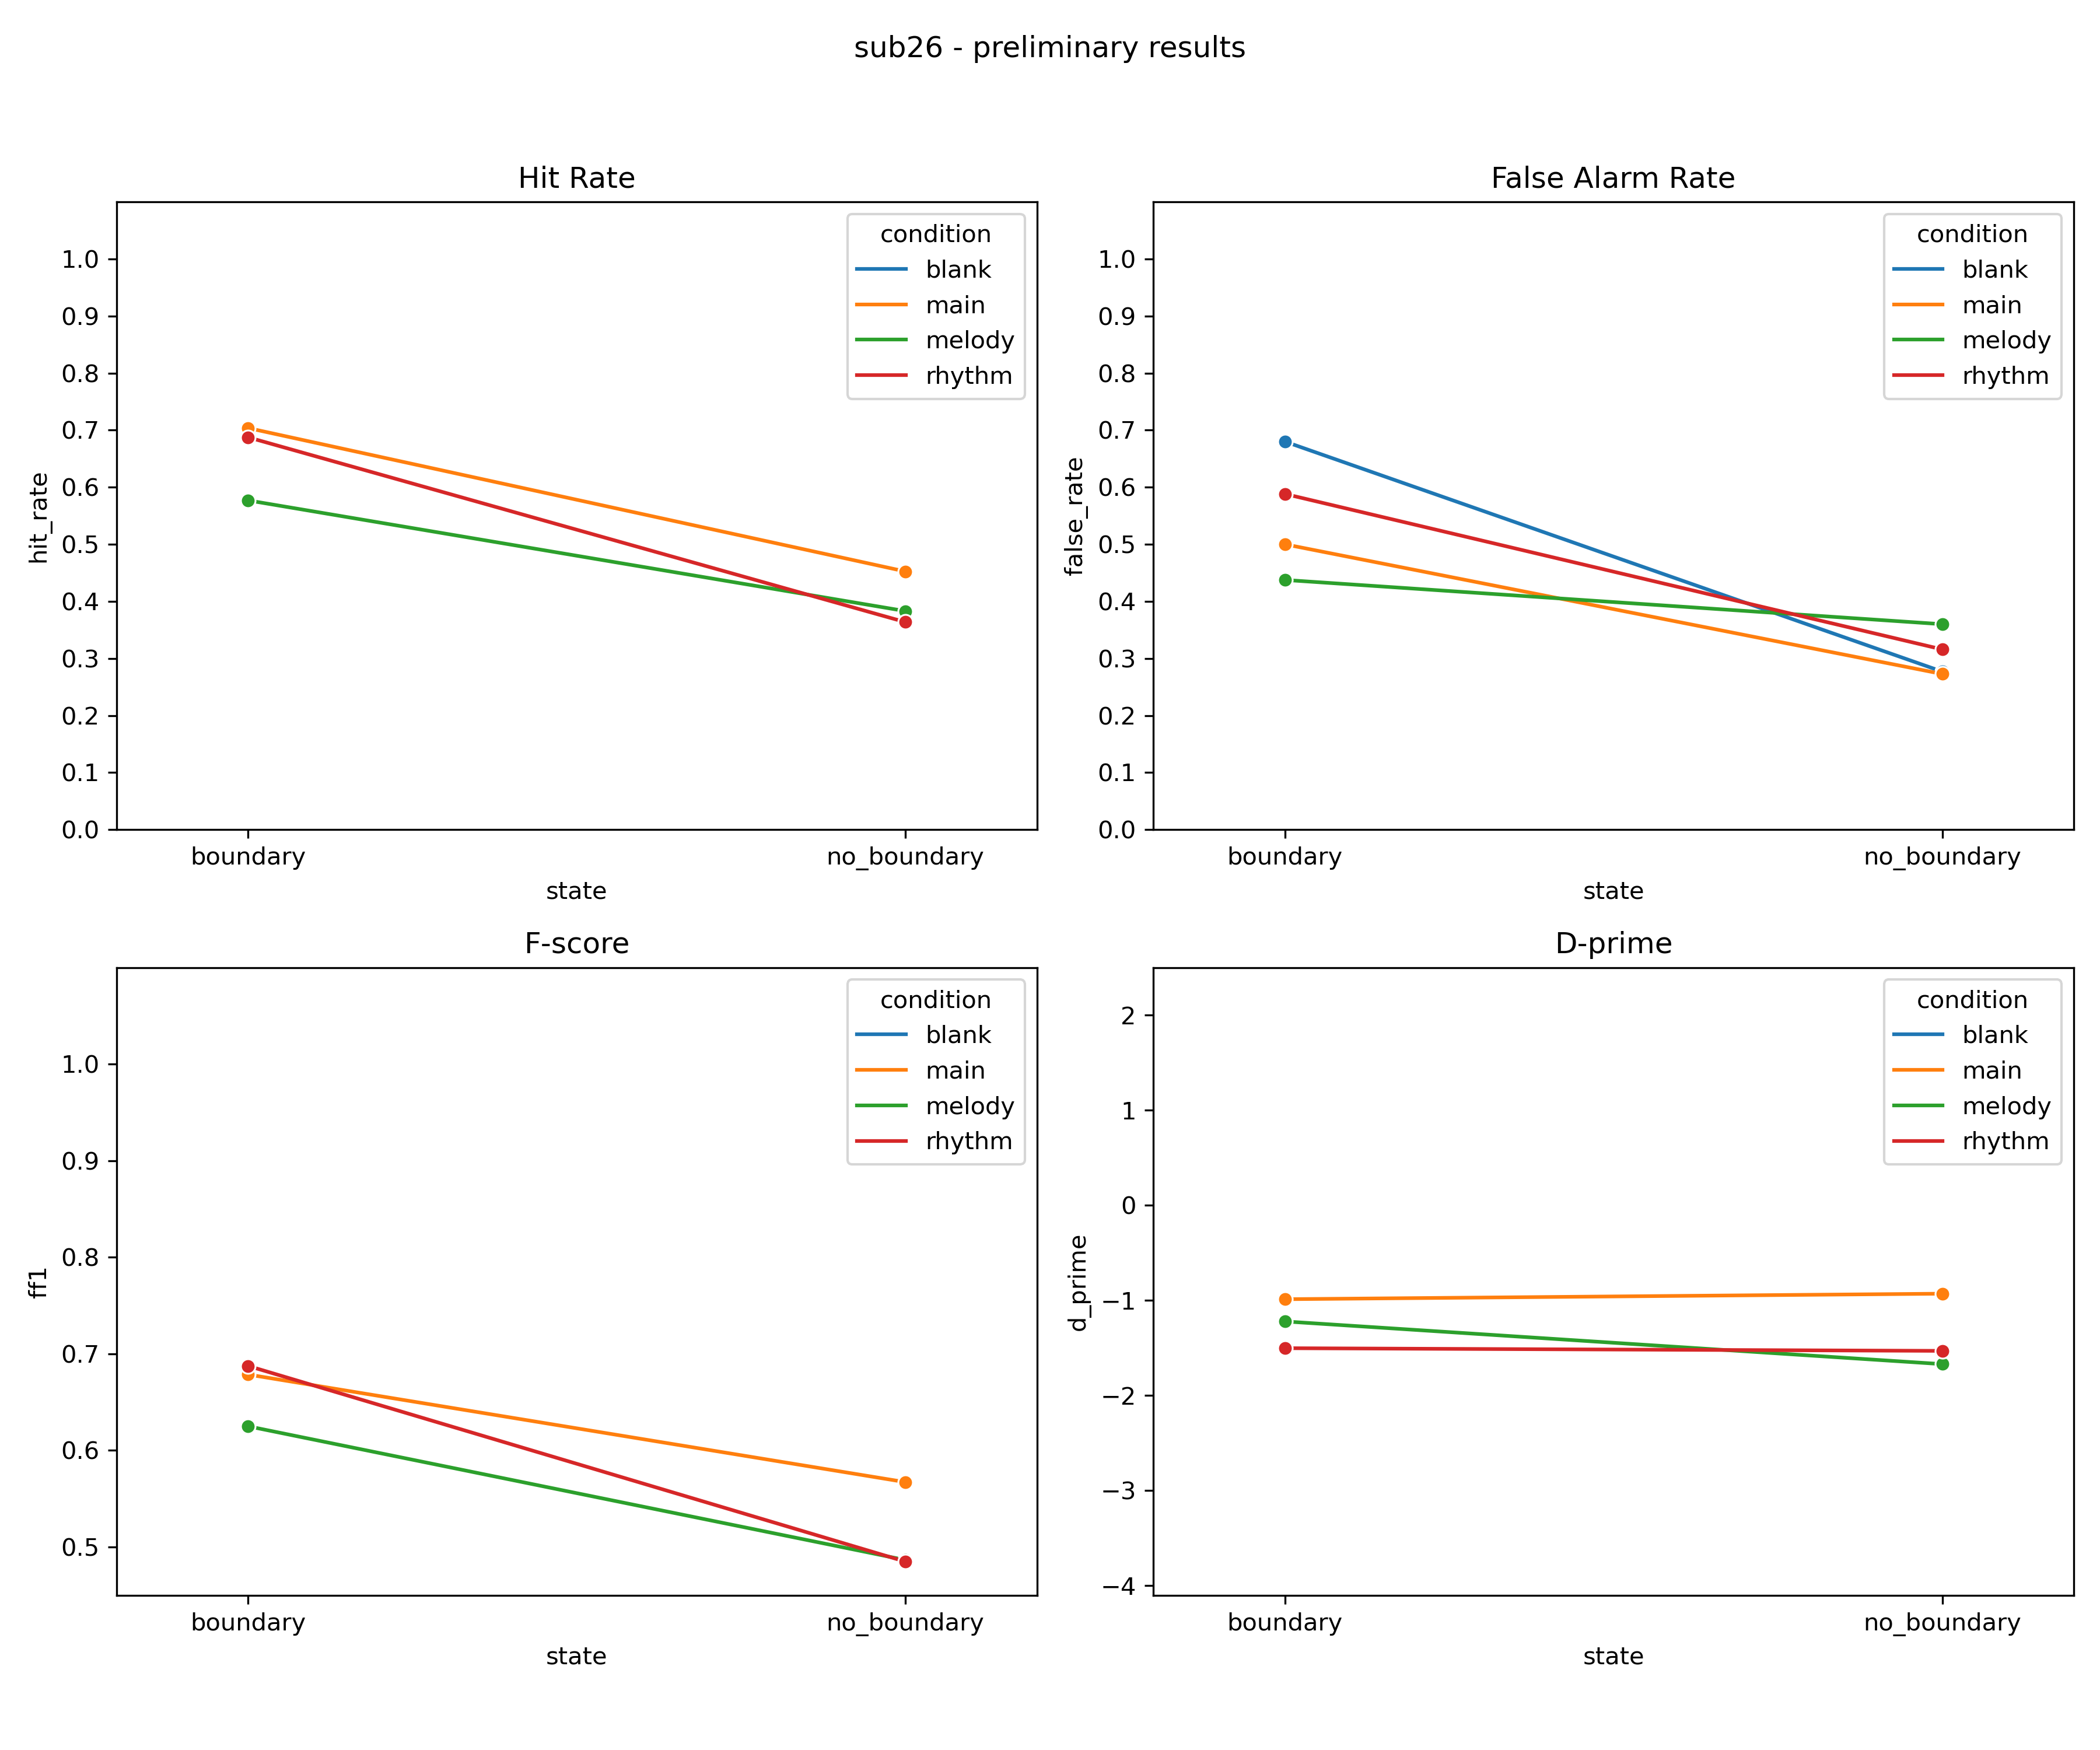 sub26 - preliminary results
Hit Rate
condition
blank
main
melody
rhythm
1.0
0.9
0.8
0.7
0.6
0.5
0.4
0.3
0.2
0.1
0.0
hit_rate
boundary
no_boundary
state
False Alarm Rate
condition
blank
main
melody
rhythm
1.0
0.9
0.8
0.7
0.6
0.5
0.4
0.3
0.2
0.1
0.0
false_rate
boundary
no_boundary
state
F-score
condition
blank
main
melody
rhythm
1.0
0.9
0.8
0.7
0.6
0.5
ff1
boundary
no_boundary
state
D-prime
condition
blank
main
melody
rhythm
2
1
0
−1
−2
−3
−4
d_prime
boundary
no_boundary
state